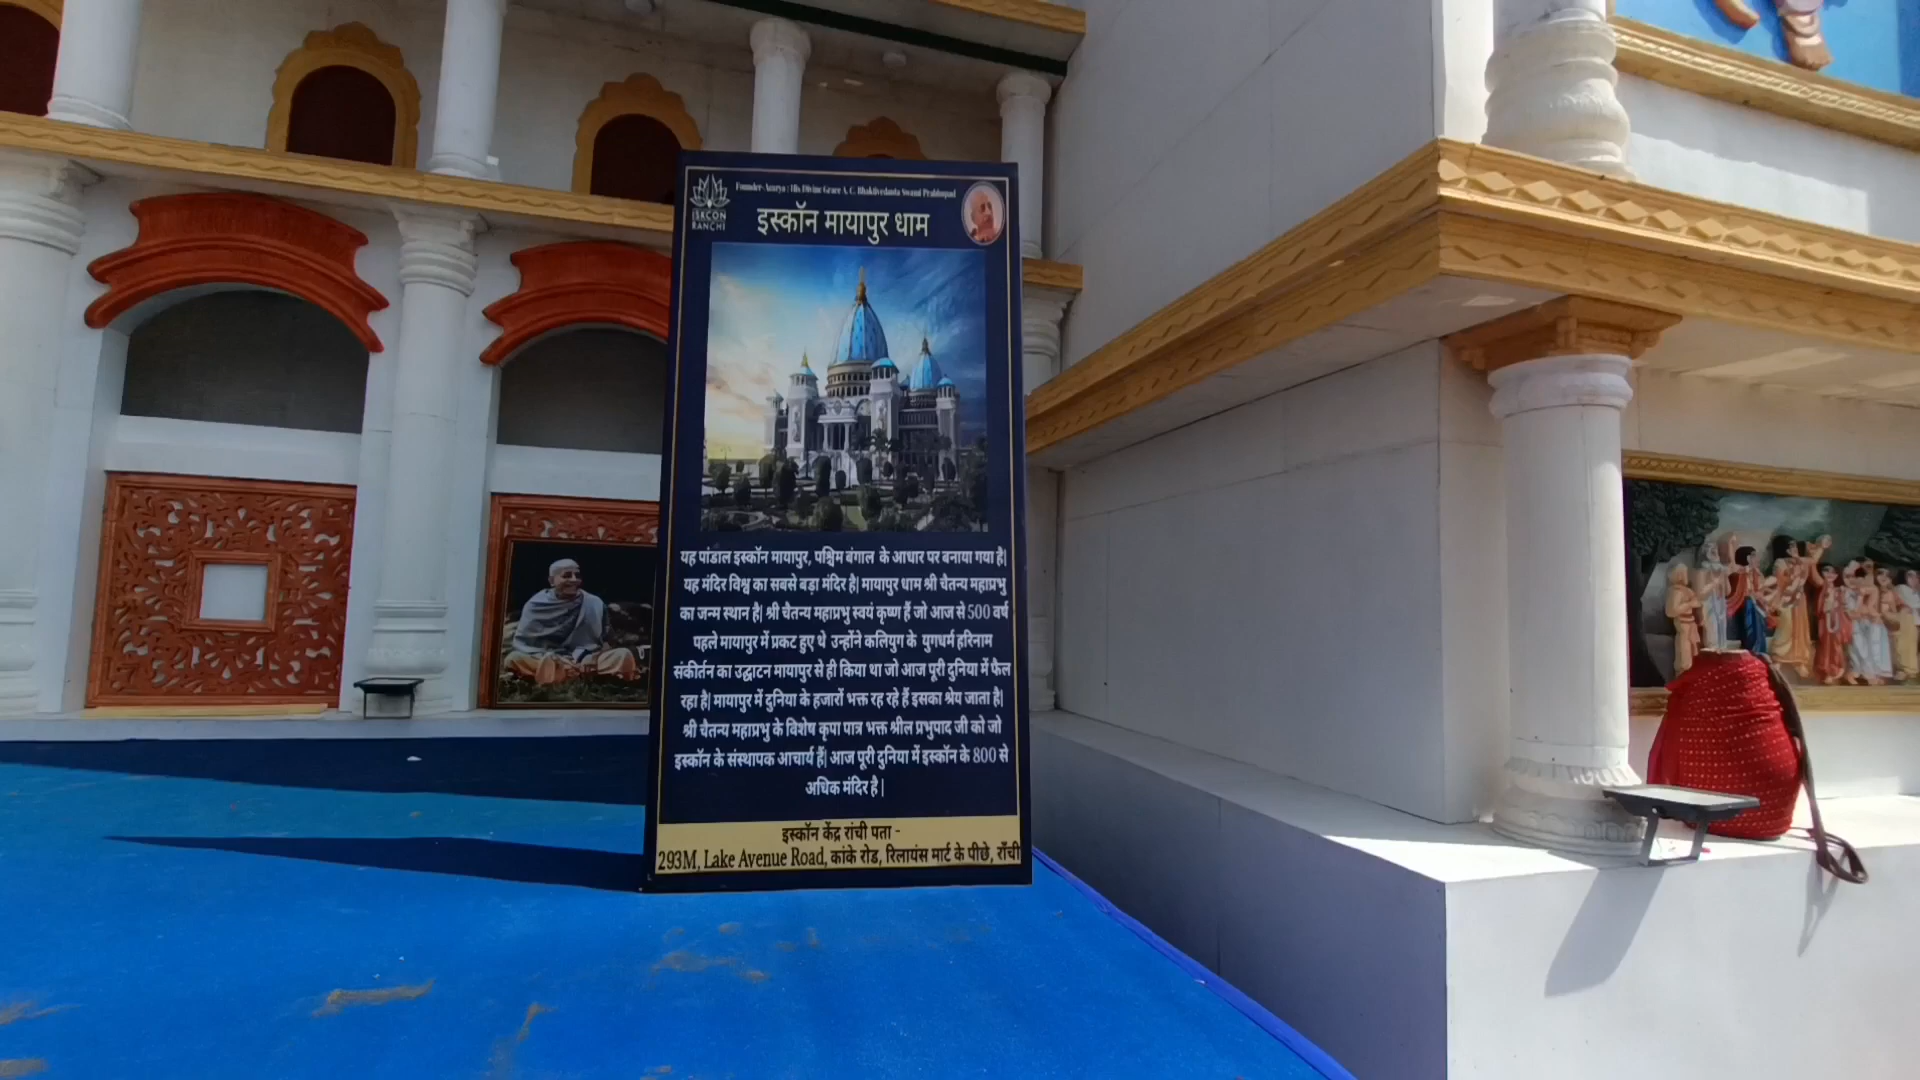 Founder-Acarya : His Divine Grace A. C. Bhaktivedanta Swami Prabhupad
ISKCON
RANCHI
इस्कॉन मायापुर धाम
यह पांडाल इस्कॉन मायापुर, पश्चिम बंगाल के आधार पर बनाया गया है|
यह मंदिर विश्व का सबसे बड़ा मंदिर है| मायापुर धाम श्री चैतन्य महाप्रभु
का जन्म स्थान है| श्री चैतन्य महाप्रभु स्वयं कृष्ण हैं जो आज से 500 वर्ष
पहले मायापुर में प्रकट हुए थे उन्होंने कलियुग के युगधर्म हरिनाम
संकीर्तन का उद्घाटन मायापुर से ही किया था जो आज पूरी दुनिया में फैल
रहा है| मायापुर में दुनिया के हजारों भक्त रह रहे हैं इसका श्रेय जाता है|
श्री चैतन्य महाप्रभु के विशेष कृपा पात्र भक्त श्रील प्रभुपाद जी को जो
इस्कॉन के संस्थापक आचार्य हैं| आज पूरी दुनिया में इस्कॉन के 800 से
अधिक मंदिर है |
इस्कॉन केंद्र रांची पता -
293M, Lake Avenue Road, कांके रोड, रिलायंस मार्ट के पीछे, राँची